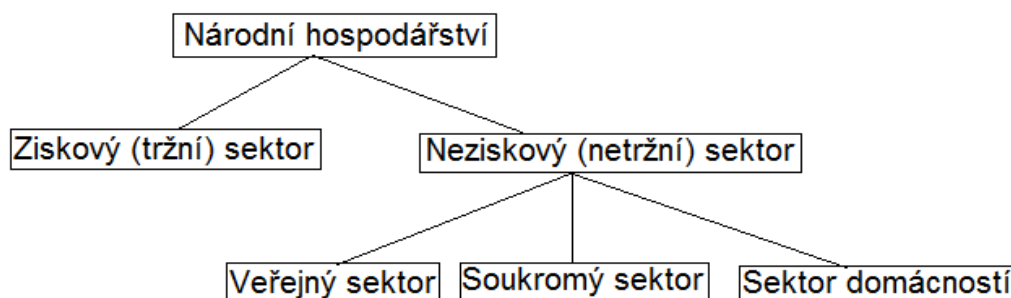 Národní hospodářství
Ziskový (tržní) sektor
Neziskový (netržní) sektor
Veřejný sektor
Soukromý sektor
Sektor domácností